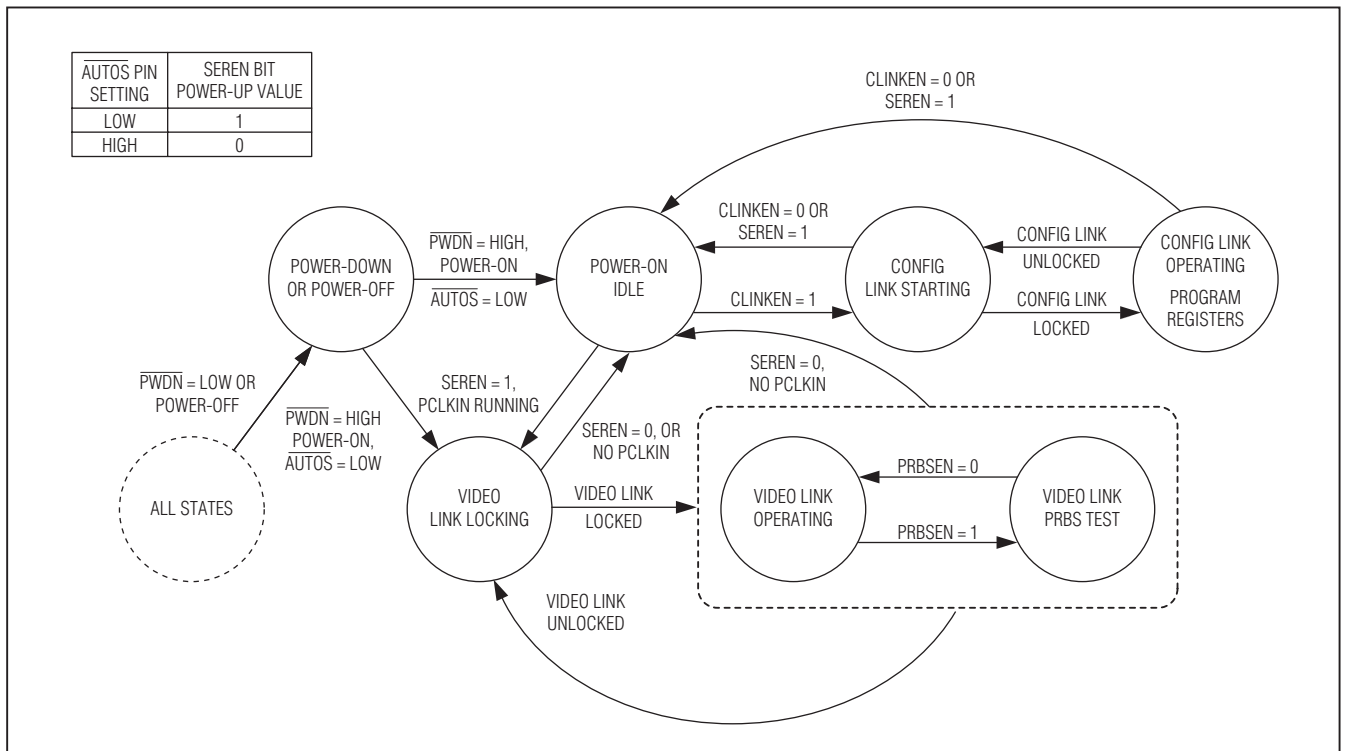 AUTOS PIN
SETTING
SEREN BIT
POWER-UP VALUE
LOW
1
HIGH
0
CLINKEN = 0 OR
SEREN = 1
POWER-DOWN
OR POWER-OFF
PWDN = HIGH,
POWER-ON
AUTOS = LOW
POWER-ON
IDLE
CLINKEN = 0 OR
SEREN = 1
CLINKEN = 1
CONFIG
LINK STARTING
CONFIG LINK
UNLOCKED
CONFIG LINK
LOCKED
CONFIG LINK
OPERATING
PROGRAM
REGISTERS
PWDN = LOW OR
POWER-OFF
PWDN = HIGH
POWER-ON,
AUTOS = LOW
SEREN = 1,
PCLKIN RUNNING
SEREN = 0, OR
NO PCLKIN
SEREN = 0,
NO PCLKIN
ALL STATES
VIDEO
LINK LOCKING
VIDEO LINK
LOCKED
VIDEO LINK
OPERATING
PRBSEN = 0
PRBSEN = 1
VIDEO LINK
PRBS TEST
VIDEO LINK
UNLOCKED